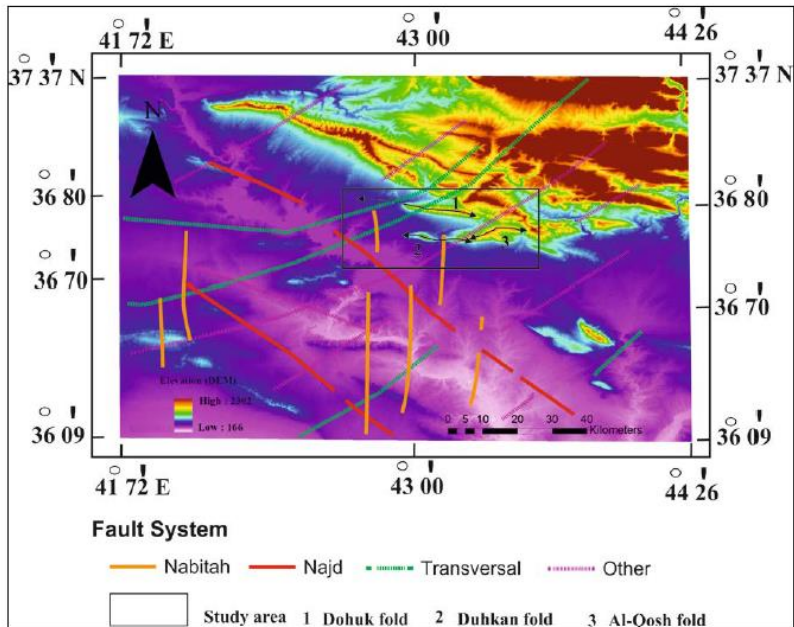 41 72 E 43 00 44 26
37 37 N 37 37 N
N
36 80 36 80
1
2 3
36 70 36 70
Elevation (DEM)
High : 2302
Low : 166
0 5 10 20 30 40
Kilometers
36 09 36 09
41 72 E 43 00 44 26
Fault System
Nabitah Najd Transversal Other
Study area 1 Dohuk fold 2 Duhkan fold 3 Al-Qosh fold